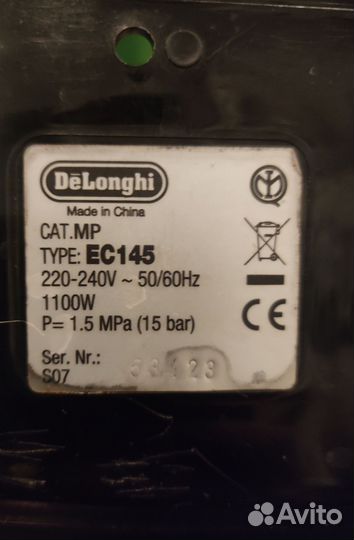 DēLonghi
Made in China
CAT.MP
TYPE: EC145
220-240V ~ 50/60Hz
1100W
P= 1.5 MPa (15 bar)
CE
Ser. Nr.:
S07
Avito